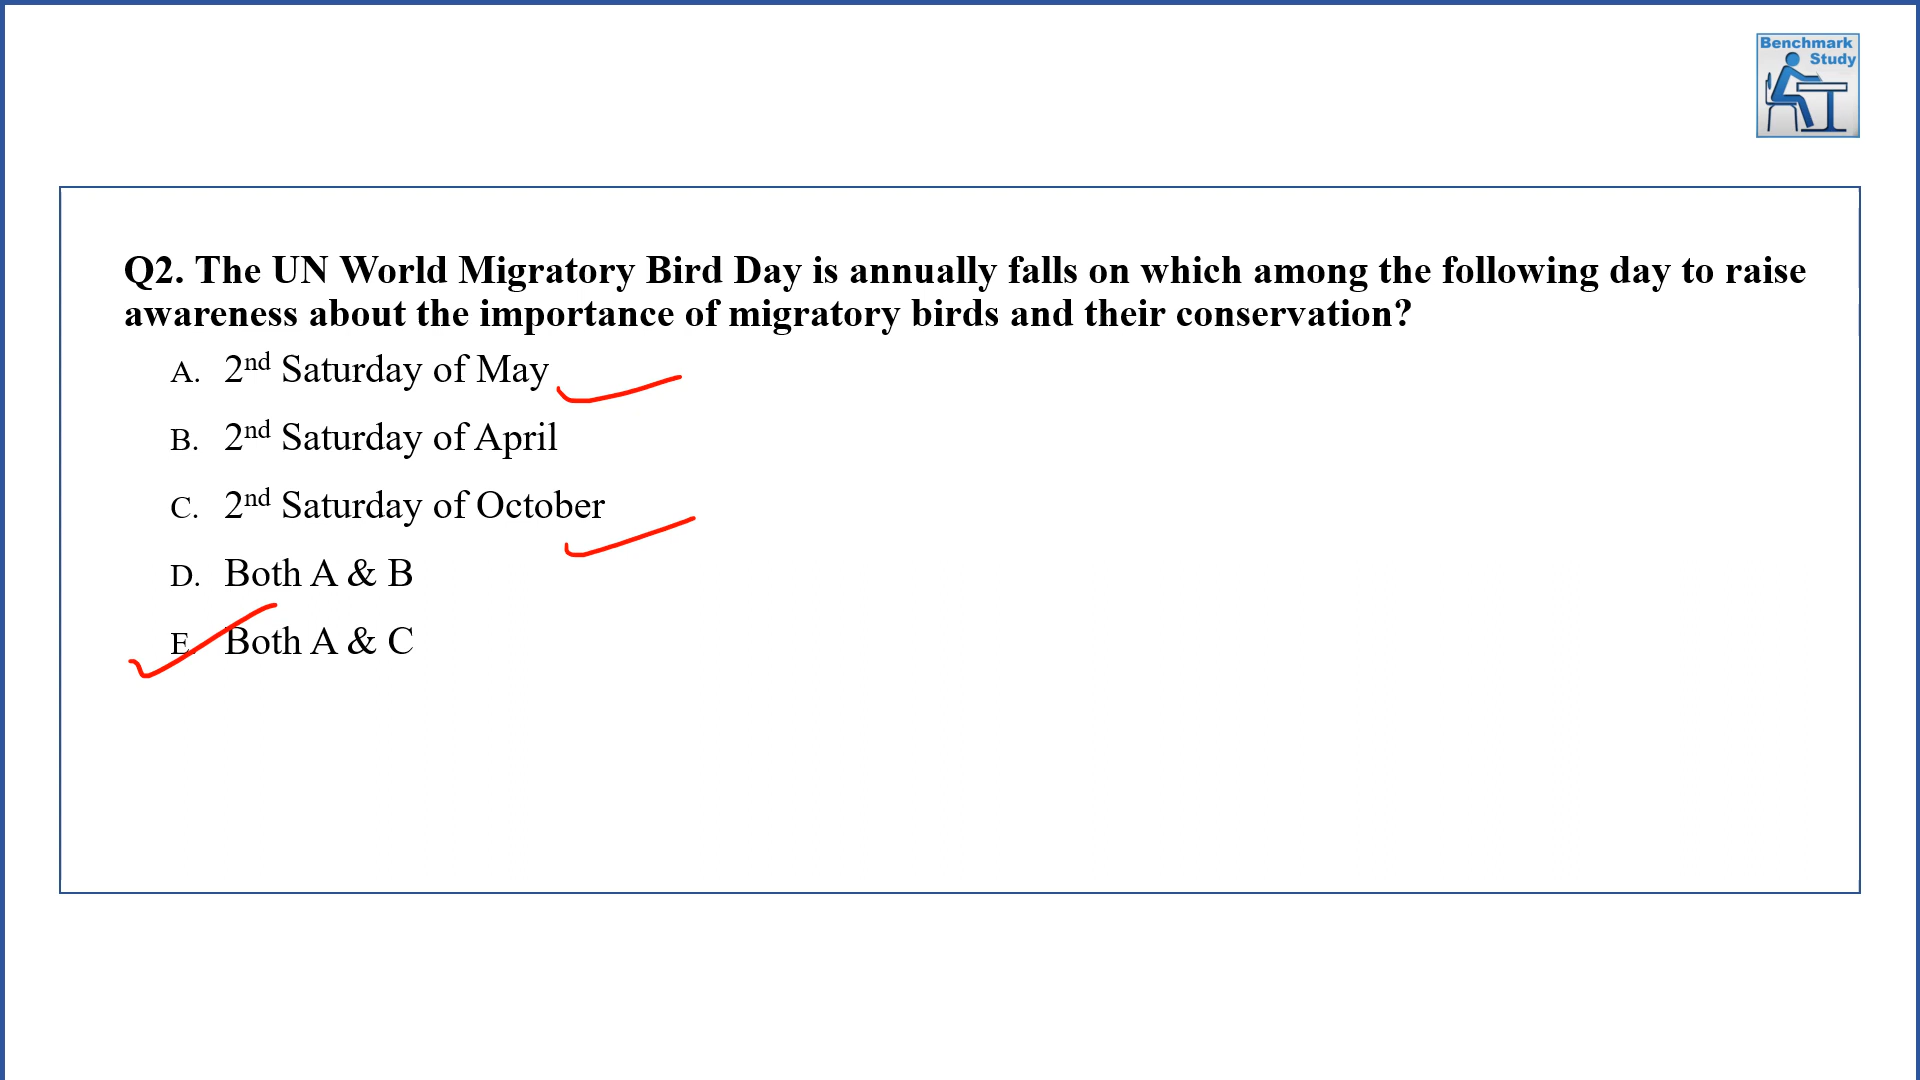 Benchmark
Study
Q2. The UN World Migratory Bird Day is annually falls on which among the following day to raise
awareness about the importance of migratory birds and their conservation?
A. 2nd Saturday of May
B. 2nd Saturday of April
C. 2nd Saturday of October
D. Both A & B
E. Both A & C